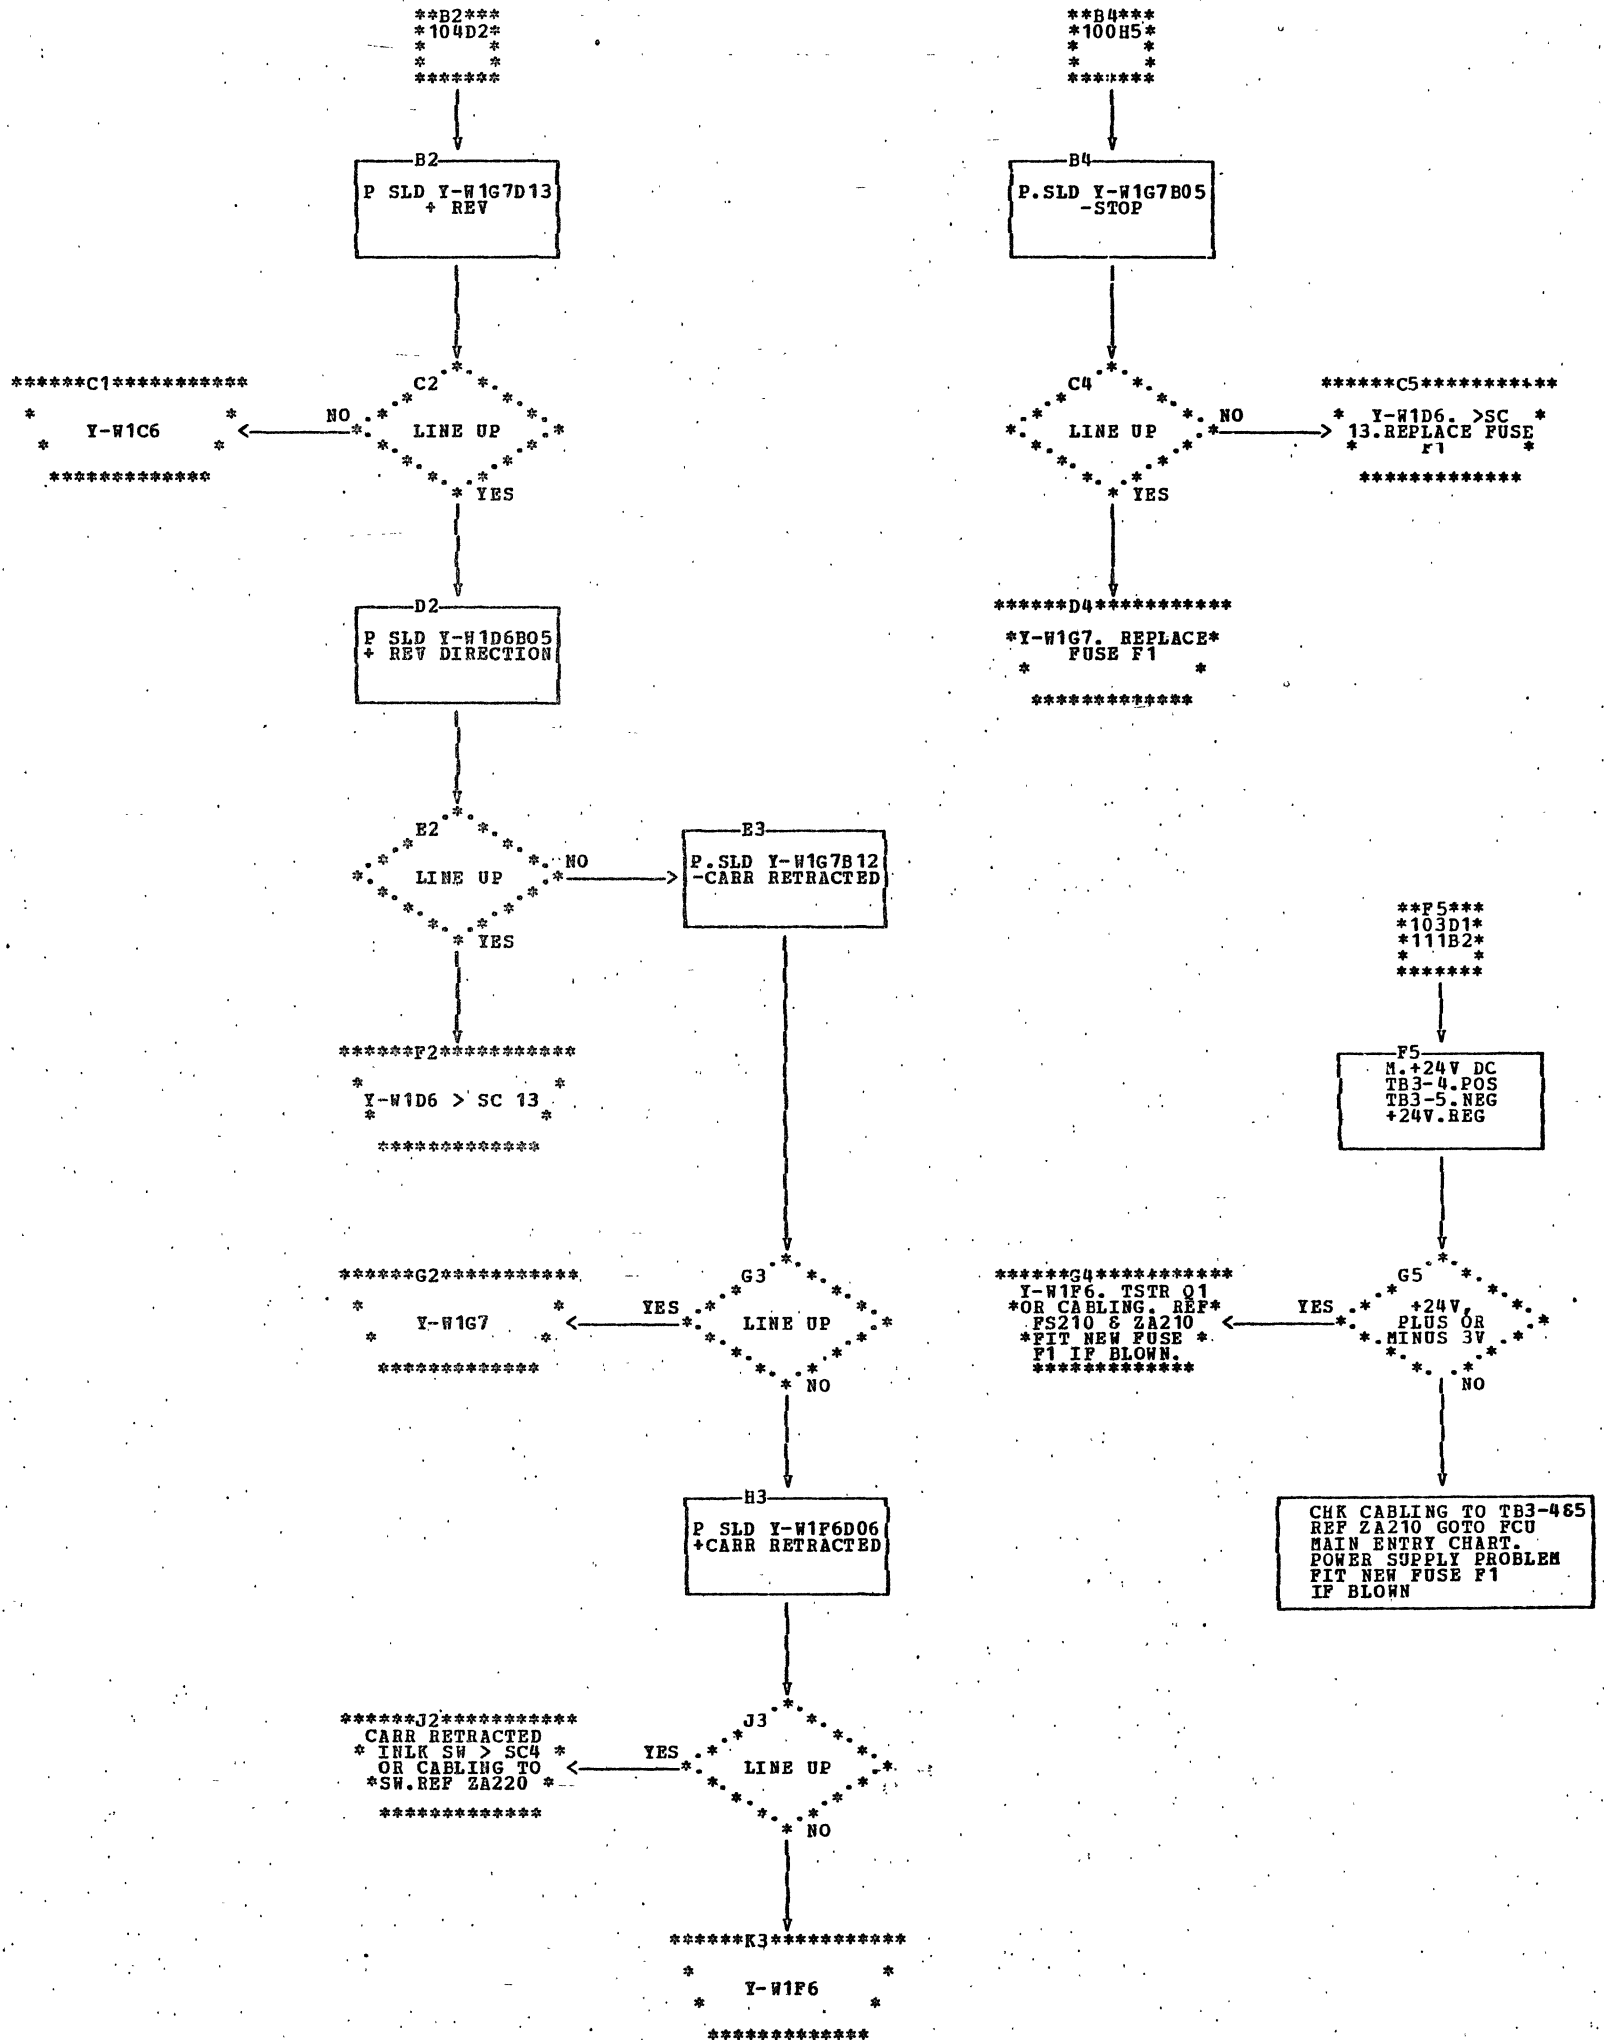 **B2***
*104D2*
* *
* *
*******
B2
P SLD Y-W1G7D13
+ REV
C2
LINE UP
NO
YES
******C1***********
* *
Y-W1C6
* *
*************
D2
P SLD Y-W1D6B05
+ REV DIRECTION
E2
LINE UP
NO
YES
******F2***********
* *
Y-W1D6 > SC 13
* *
*************
E3
P.SLD Y-W1G7B12
-CARR RETRACTED
G3
LINE UP
YES
NO
******G2***********
* *
Y-W1G7
* *
*************
H3
P SLD Y-W1F6D06
+CARR RETRACTED
J3
LINE UP
YES
NO
******J2***********
CARR RETRACTED
* INLK SW > SC4 *
OR CABLING TO
*SW.REF ZA220 *
*************
******K3***********
* *
Y-W1F6
* *
*************
**B4***
*100H5*
* *
* *
*******
B4
P.SLD Y-W1G7B05
-STOP
C4
LINE UP
NO
YES
******C5***********
* Y-W1D6. >SC *
13.REPLACE FUSE
* F1 *
*************
******D4***********
*Y-W1G7. REPLACE*
FUSE F1
* *
*************
**F5***
*103D1*
*111B2*
* *
*******
F5
M.+24V DC
TB3-4.POS
TB3-5.NEG
+24V.REG
G5
+24V,
PLUS OR
MINUS 3V
YES
NO
******G4***********
Y-W1F6. TSTR Q1
*OR CABLING. REF*
FS210 & ZA210
*FIT NEW FUSE *
F1 IF BLOWN.
*************
CHK CABLING TO TB3-4&5
REF ZA210 GOTO FCU
MAIN ENTRY CHART.
POWER SUPPLY PROBLEM
FIT NEW FUSE F1
IF BLOWN